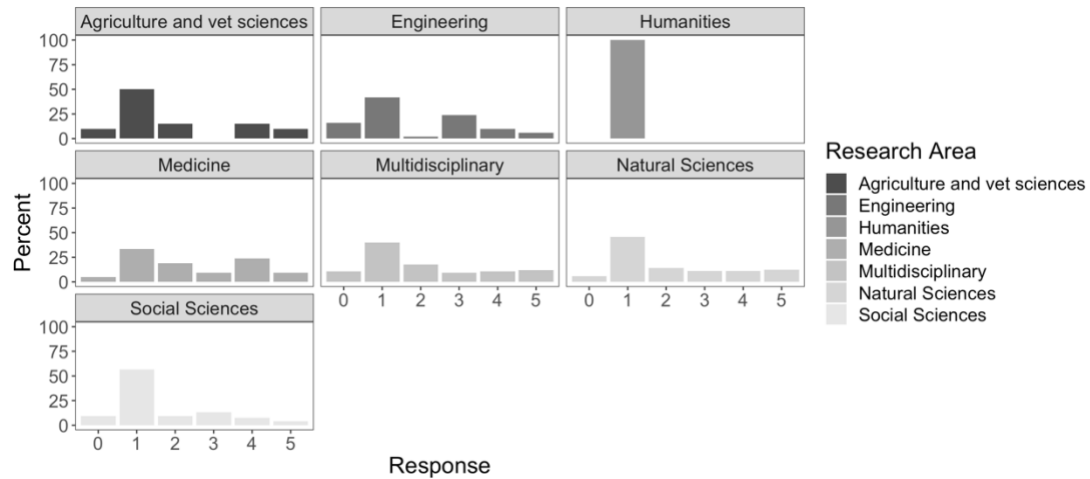 Agriculture and vet sciences Engineering Humanities
100
75
50
25
0
Medicine Multidisciplinary Natural Sciences
100
75
50
25
0
0 1 2 3 4 5 0 1 2 3 4 5
Social Sciences
100
75
50
25
0
0 1 2 3 4 5
Percent
Response
Research Area
Agriculture and vet sciences
Engineering
Humanities
Medicine
Multidisciplinary
Natural Sciences
Social Sciences